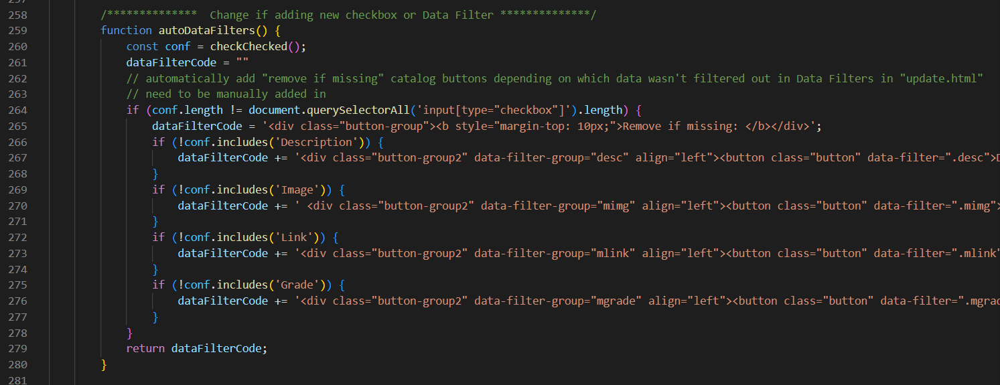 258 /************** Change if adding new checkbox or Data Filter **************/
259 function autoDataFilters() {
260 const conf = checkChecked();
261 dataFilterCode = ""
262 // automatically add "remove if missing" catalog buttons depending on which data wasn't filtered out in Data Filters in "update.html"
263 // need to be manually added in
264 if (conf.length != document.querySelectorAll('input[type="checkbox"]').length) {
265 dataFilterCode = '<div class="button-group"><b style="margin-top: 10px;">Remove if missing: </b></div>';
266 if (!conf.includes('Description')) {
267 dataFilterCode += '<div class="button-group2" data-filter-group="desc" align="left"><button class="button" data-filter=".desc">
268 }
269 if (!conf.includes('Image')) {
270 dataFilterCode += ' <div class="button-group2" data-filter-group="mimg" align="left"><button class="button" data-filter=".mimg">
271 }
272 if (!conf.includes('Link')) {
273 dataFilterCode += '<div class="button-group2" data-filter-group="mlink" align="left"><button class="button" data-filter=".mlink"
274 }
275 if (!conf.includes('Grade')) {
276 dataFilterCode += '<div class="button-group2" data-filter-group="mgrade" align="left"><button class="button" data-filter=".mgrad
277 }
278 }
279 return dataFilterCode;
280 }
281